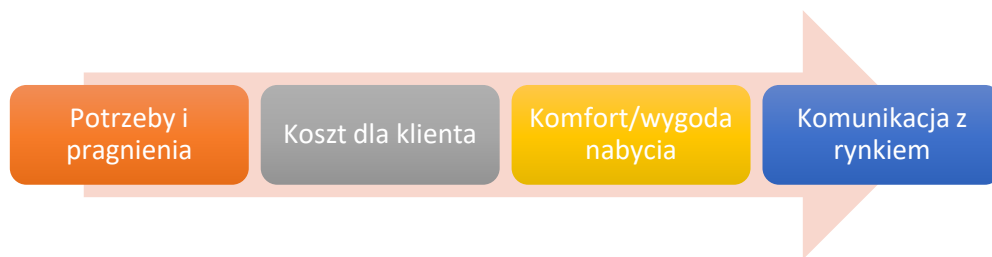 Potrzeby i
pragnienia
Koszt dla klienta
Komfort/wygoda
nabycia
Komunikacja z
rynkiem